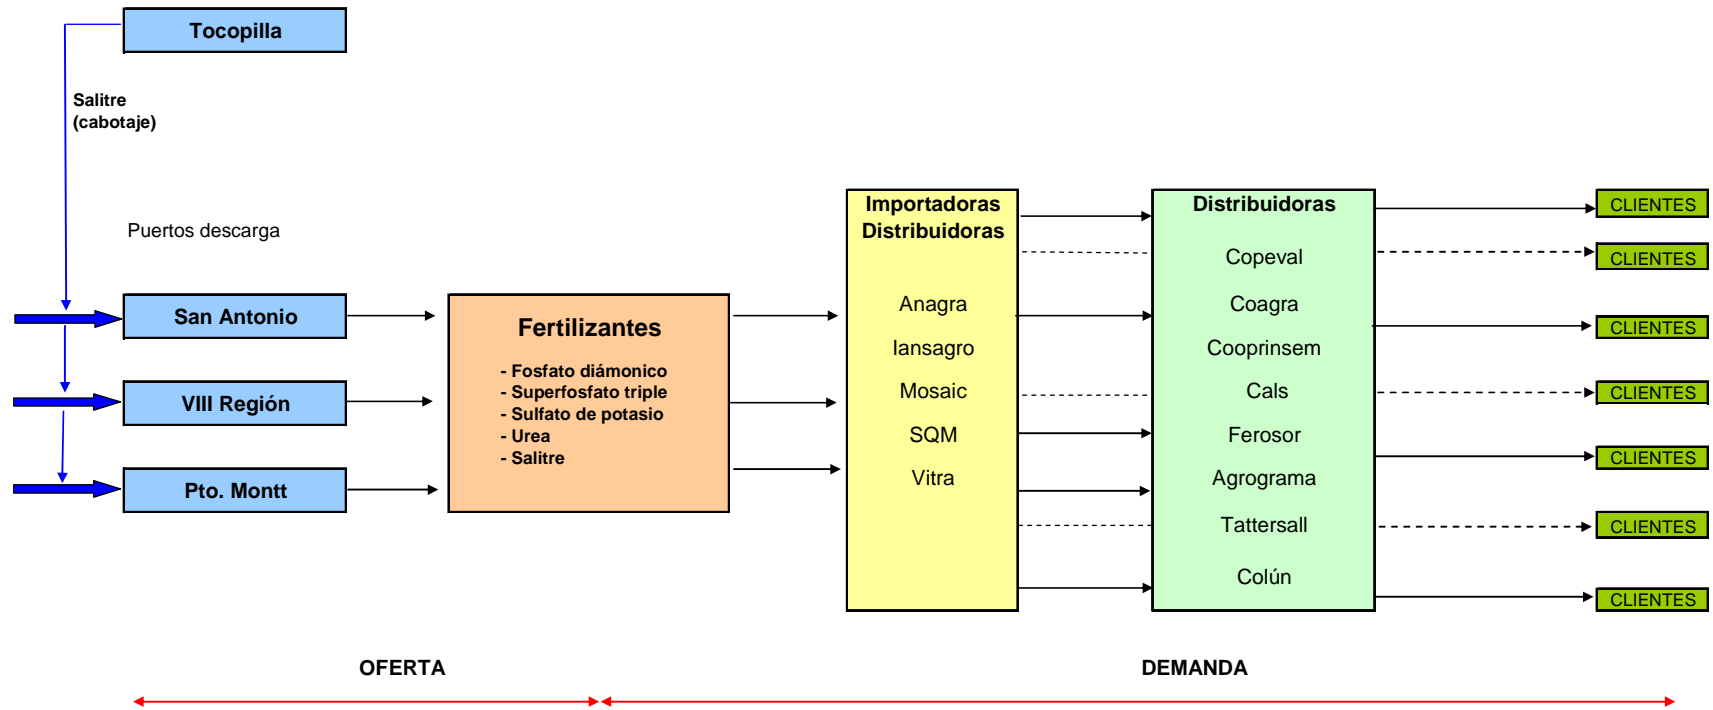 Tocopilla
Salitre
(cabotaje)
Puertos descarga
San Antonio
VIII Región
Pto. Montt
Fertilizantes
- Fosfato diámonico
- Superfosfato triple
- Sulfato de potasio
- Urea
- Salitre
Importadoras
Distribuidoras
Anagra
Iansagro
Mosaic
SQM
Vitra
Distribuidoras
Copeval
Coagra
Cooprinsem
Cals
Ferosor
Agrograma
Tattersall
Colún
CLIENTES
CLIENTES
CLIENTES
CLIENTES
CLIENTES
CLIENTES
CLIENTES
OFERTA
DEMANDA